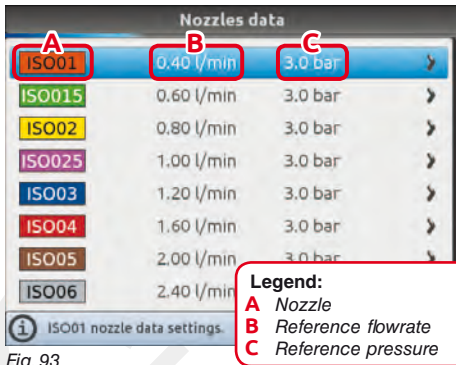 Nozzles data
A B C
ISO01 0.40 l/min 3.0 bar
ISO015 0.60 l/min 3.0 bar
ISO02 0.80 l/min 3.0 bar
ISO025 1.00 l/min 3.0 bar
ISO03 1.20 l/min 3.0 bar
ISO04 1.60 l/min 3.0 bar
ISO05 2.00 l/min 3.0 bar
ISO06 2.40 l/min
ISO01 nozzle data settings.
Legend:
A Nozzle
B Reference flowrate
C Reference pressure
Fig. 93